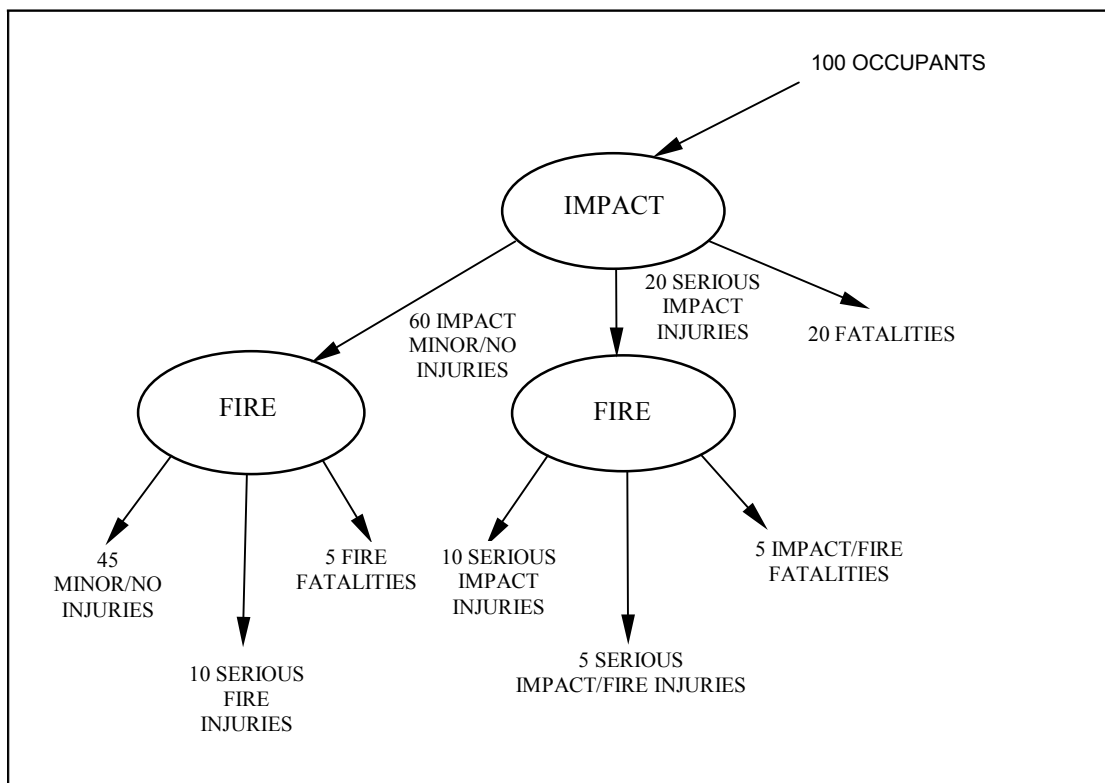 100 OCCUPANTS
IMPACT
60 IMPACT
MINOR/NO
INJURIES
20 SERIOUS
IMPACT
INJURIES
20 FATALITIES
FIRE
FIRE
45
MINOR/NO
INJURIES
10 SERIOUS
FIRE
INJURIES
5 FIRE
FATALITIES
10 SERIOUS
IMPACT
INJURIES
5 SERIOUS
IMPACT/FIRE INJURIES
5 IMPACT/FIRE
FATALITIES